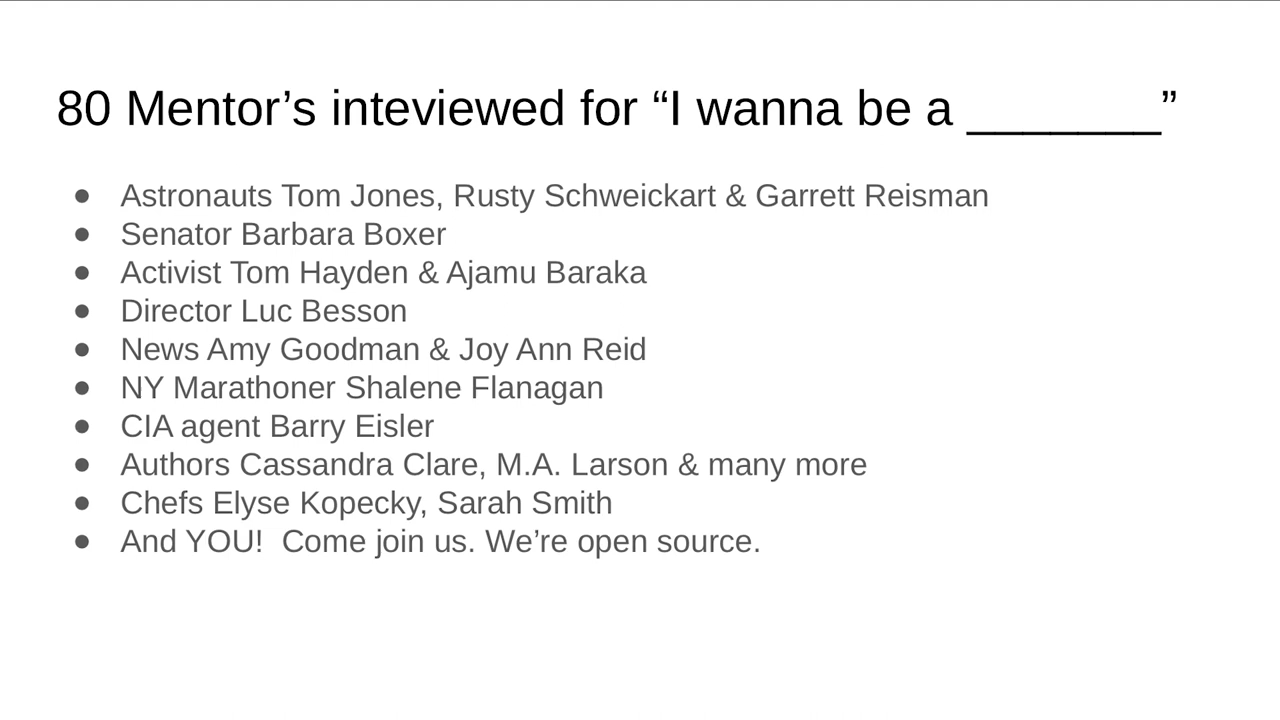 80 Mentor’s inteviewed for “I wanna be a _______”
● Astronauts Tom Jones, Rusty Schweickart & Garrett Reisman
● Senator Barbara Boxer
● Activist Tom Hayden & Ajamu Baraka
● Director Luc Besson
● News Amy Goodman & Joy Ann Reid
● NY Marathoner Shalene Flanagan
● CIA agent Barry Eisler
● Authors Cassandra Clare, M.A. Larson & many more
● Chefs Elyse Kopecky, Sarah Smith
● And YOU!  Come join us. We’re open source.